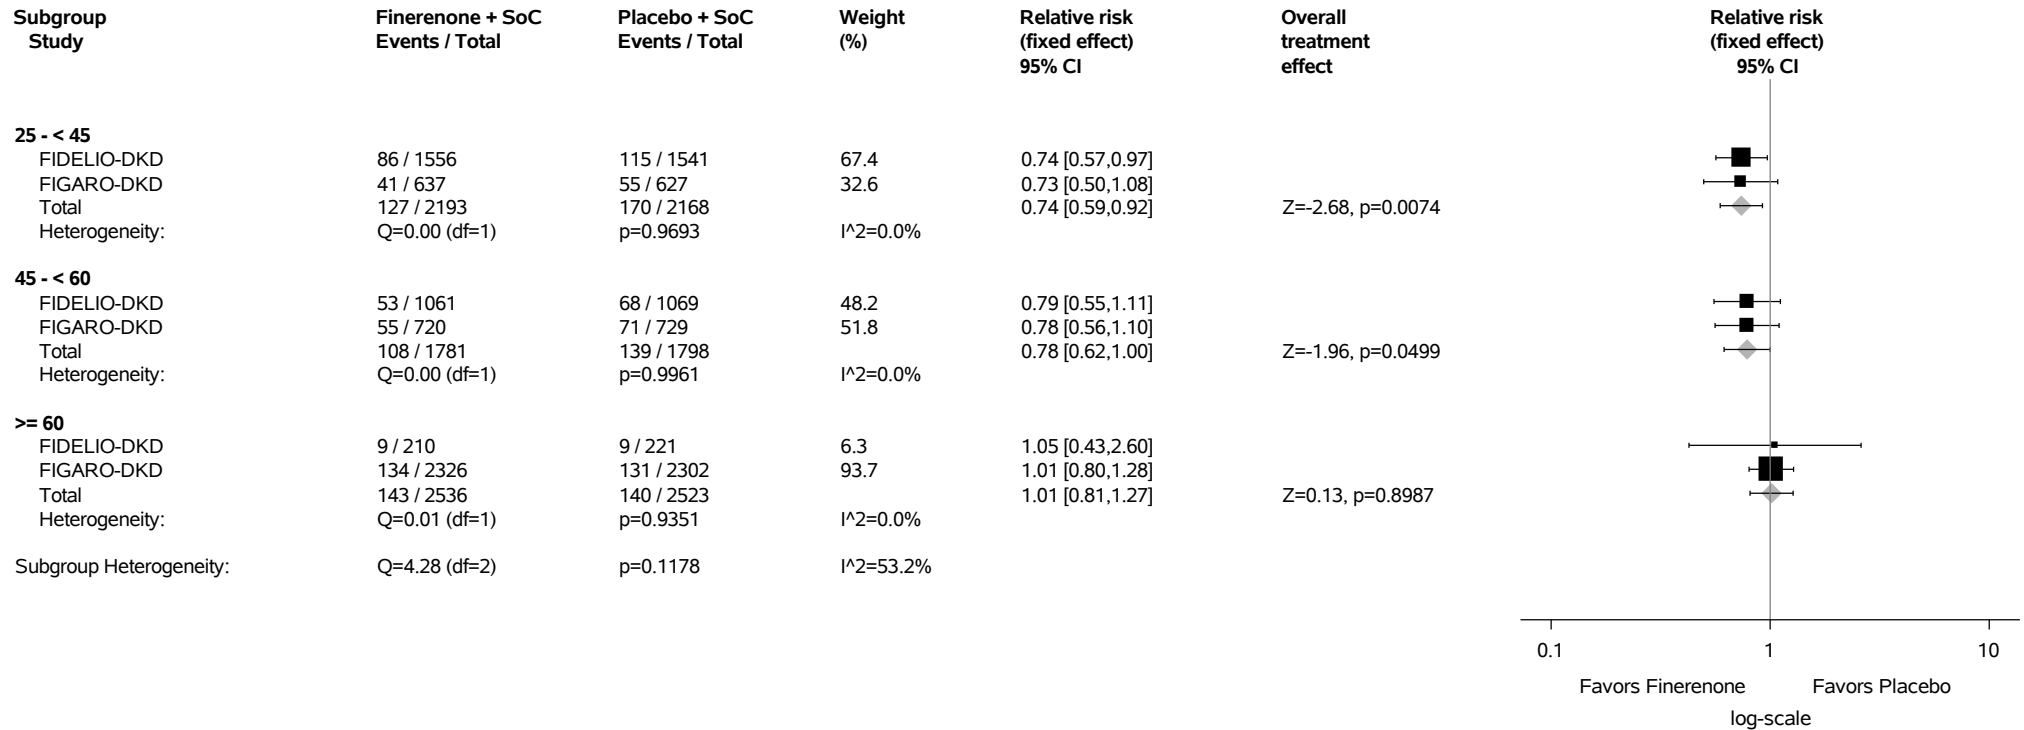 Subgroup Finerenone + SoC Placebo + SoC Weight Relative risk Overall Relative risk
Study Events / Total Events / Total (%) (fixed effect) treatment (fixed effect)
95% CI effect 95% CI
25 - < 45
FIDELIO-DKD 86 / 1556 115 / 1541 67.4 0.74 [0.57,0.97]
FIGARO-DKD 41 / 637 55 / 627 32.6 0.73 [0.50,1.08]
Total 127 / 2193 170 / 2168 0.74 [0.59,0.92] Z=-2.68, p=0.0074
Heterogeneity: Q=0.00 (df=1) p=0.9693 I^2=0.0%
45 - < 60
FIDELIO-DKD 53 / 1061 68 / 1069 48.2 0.79 [0.55,1.11]
FIGARO-DKD 55 / 720 71 / 729 51.8 0.78 [0.56,1.10]
Total 108 / 1781 139 / 1798 0.78 [0.62,1.00] Z=-1.96, p=0.0499
Heterogeneity: Q=0.00 (df=1) p=0.9961 I^2=0.0%
>= 60
FIDELIO-DKD 9 / 210 9 / 221 6.3 1.05 [0.43,2.60]
FIGARO-DKD 134 / 2326 131 / 2302 93.7 1.01 [0.80,1.28]
Total 143 / 2536 140 / 2523 1.01 [0.81,1.27] Z=0.13, p=0.8987
Heterogeneity: Q=0.01 (df=1) p=0.9351 I^2=0.0%
Subgroup Heterogeneity: Q=4.28 (df=2) p=0.1178 I^2=53.2%
0.1 1 10
Favors Finerenone Favors Placebo
log-scale